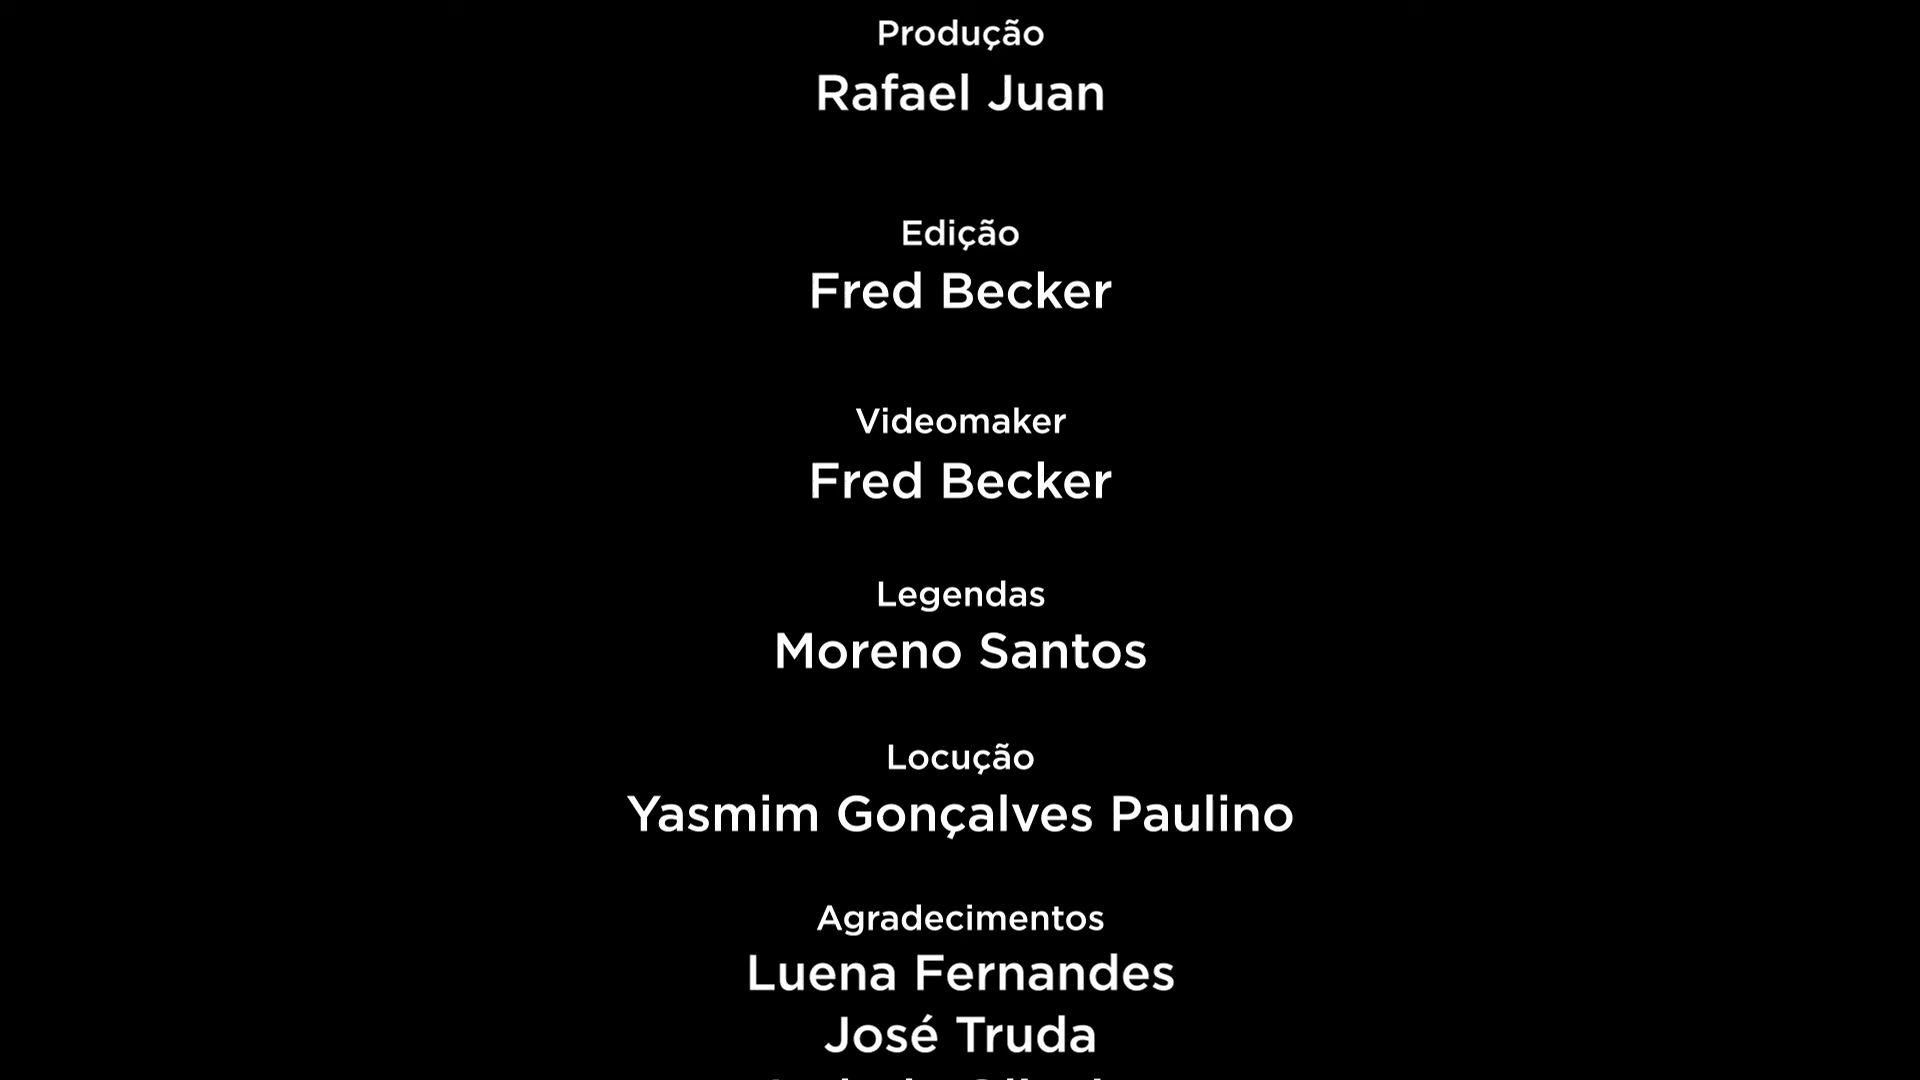 Produção
Rafael Juan
Edição
Fred Becker
Videomaker
Fred Becker
Legendas
Moreno Santos
Locução
Yasmim Gonçalves Paulino
Agradecimentos
Luena Fernandes
José Truda